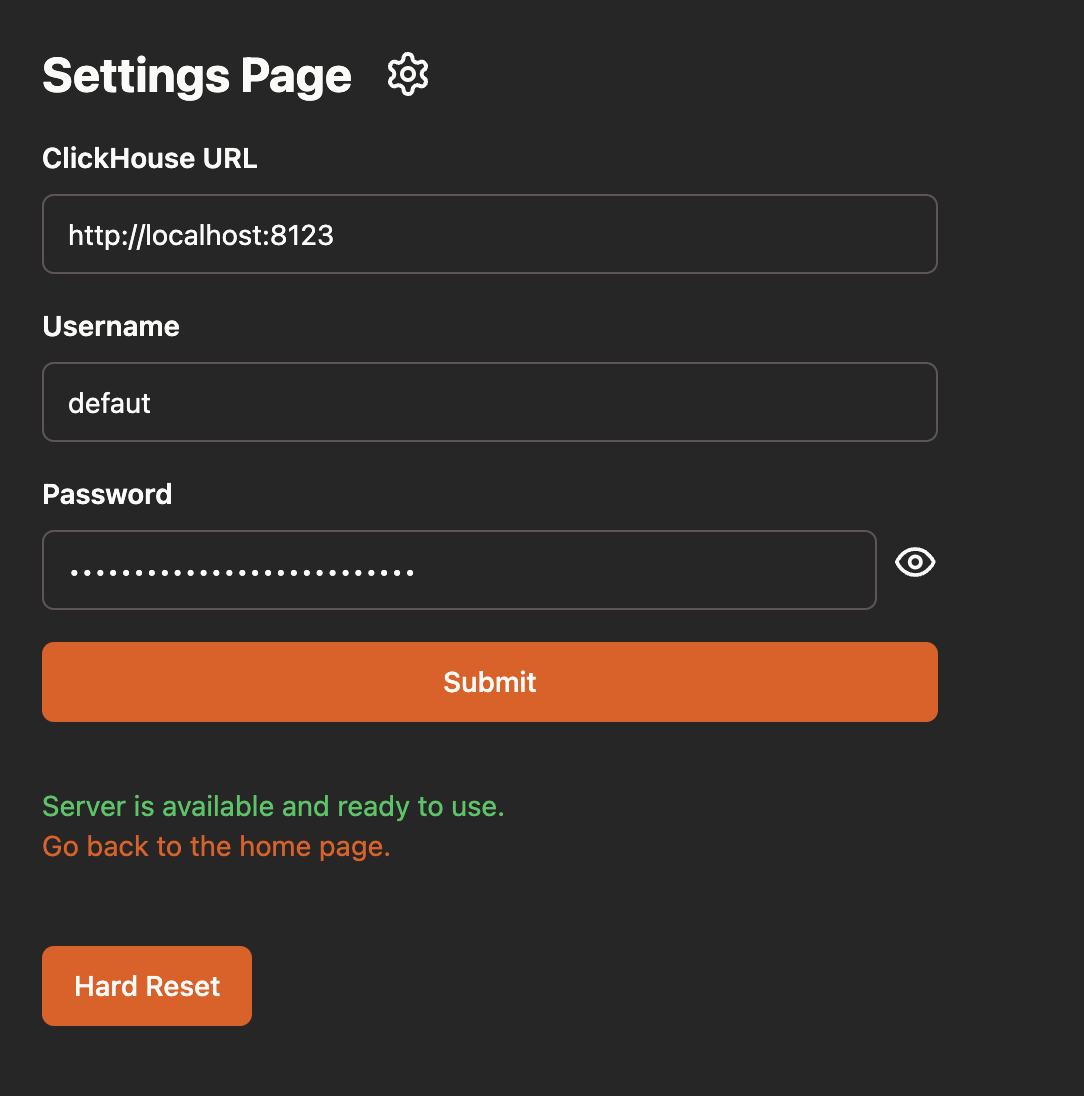 Settings Page
ClickHouse URL
http://localhost:8123
Username
defaut
Password
•••••••••••••••••••••••••••
Submit
Server is available and ready to use.
Go back to the home page.
Hard Reset